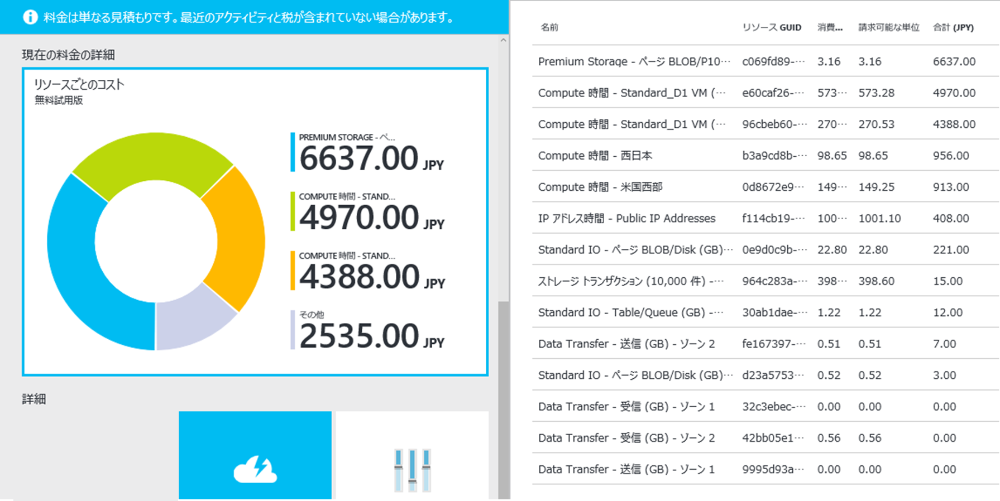 料金は単なる見積もりです。最近のアクティビティと税が含まれていない場合があります。
現在の料金の詳細
リソースごとのコスト
無料試用版
PREMIUM STORAGE - ペ...
6637.00 JPY
COMPUTE 時間 - STAND...
4970.00 JPY
COMPUTE 時間 - STAND...
4388.00 JPY
その他
2535.00 JPY
詳細
名前 リソース GUID 消費... 請求可能な単位 合計 (JPY)
Premium Storage - ページ BLOB/P10… c069fd89-… 3.16 3.16 6637.00
Compute 時間 - Standard_D1 VM (… e60caf26-… 573… 573.28 4970.00
Compute 時間 - Standard_D1 VM (… 96cbeb60-… 270… 270.53 4388.00
Compute 時間 - 西日本 b3a9cd8b-… 98.65 98.65 956.00
Compute 時間 - 米国西部 0d8672e9… 149… 149.25 913.00
IP アドレス時間 - Public IP Addresses f114cb19-… 100… 1001.10 408.00
Standard IO - ページ BLOB/Disk (GB)… 0e9d0c9b-… 22.80 22.80 221.00
ストレージ トランザクション (10,000 件) -… 964c283a-… 398… 398.60 15.00
Standard IO - Table/Queue (GB) -… 30ab1dae-… 1.22 1.22 12.00
Data Transfer - 送信 (GB) - ゾーン 2 fe167397-… 0.51 0.51 7.00
Standard IO - ページ BLOB/Disk (GB)… d23a5753… 0.52 0.52 3.00
Data Transfer - 受信 (GB) - ゾーン 1 32c3ebec-… 0.00 0.00 0.00
Data Transfer - 受信 (GB) - ゾーン 2 42bb05e1… 0.56 0.56 0.00
Data Transfer - 送信 (GB) - ゾーン 1 9995d93a… 0.00 0.00 0.00